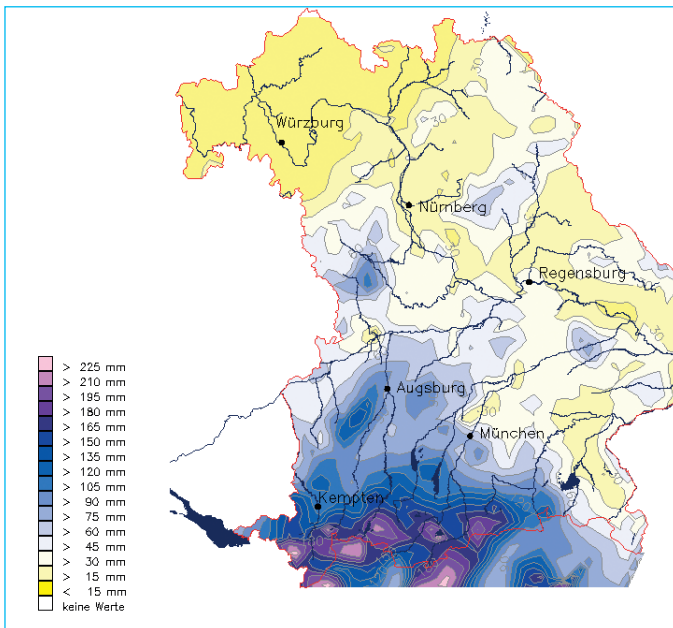 Würzburg
Nürnberg
Regensburg
Augsburg
München
Kempten
30
30
> 225 mm
> 210 mm
> 195 mm
> 180 mm
> 165 mm
> 150 mm
> 135 mm
> 120 mm
> 105 mm
> 90 mm
> 75 mm
> 60 mm
> 45 mm
> 30 mm
> 15 mm
< 15 mm
keine Werte